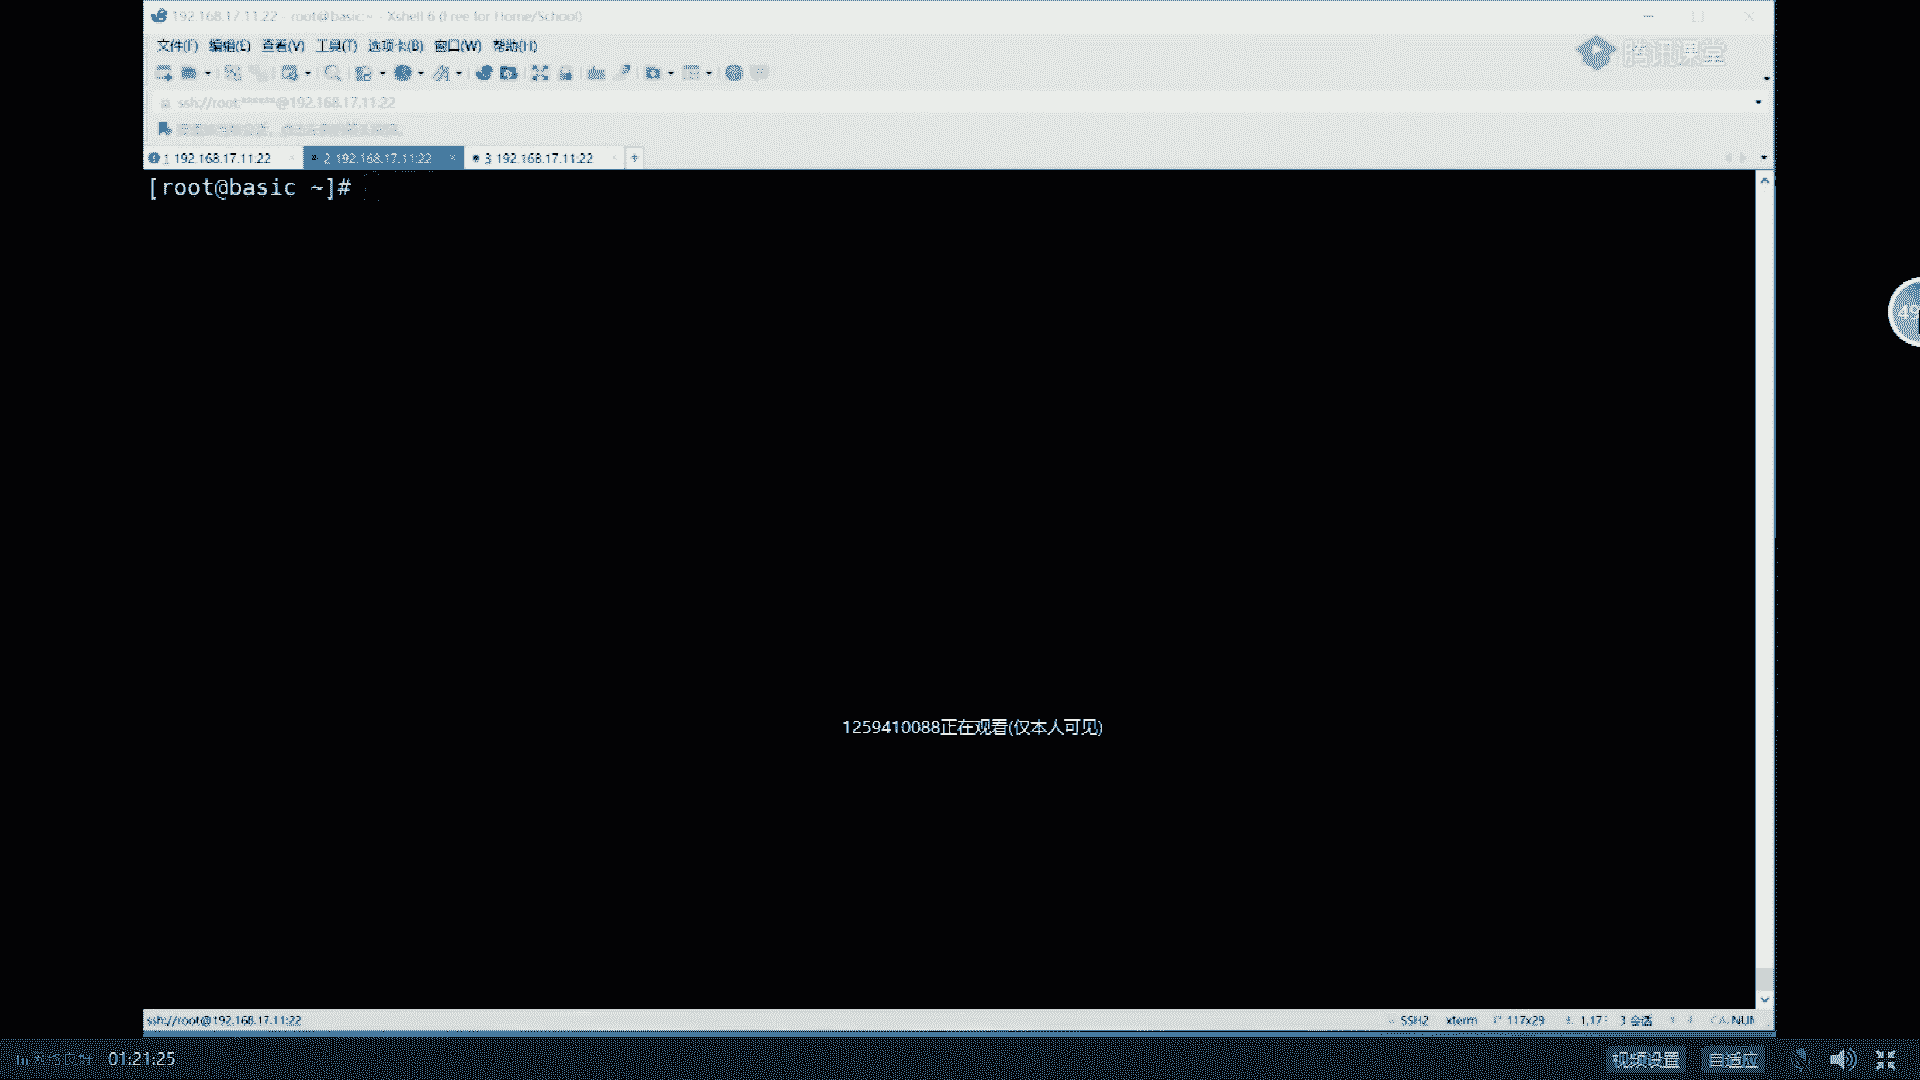 192.168.17.11:22 - root@basic:~ - Xshell 6 (Free for Home/School)
文件(F) 编辑(E) 查看(V) 工具(T) 选项卡(B) 窗口(W) 帮助(H)
腾讯课堂
ssh://root:******@192.168.17.11:22
1 192.168.17.11:22 × 2 192.168.17.11:22 × 3 192.168.17.11:22 × +
[root@basic ~]#
49
1259410088正在观看(仅本人可见)
ssh://root@192.168.17.11:22 SSH2 xterm 117x29 1,17 3 会话 CAP NUM
01:21:25 视频设置 自适应